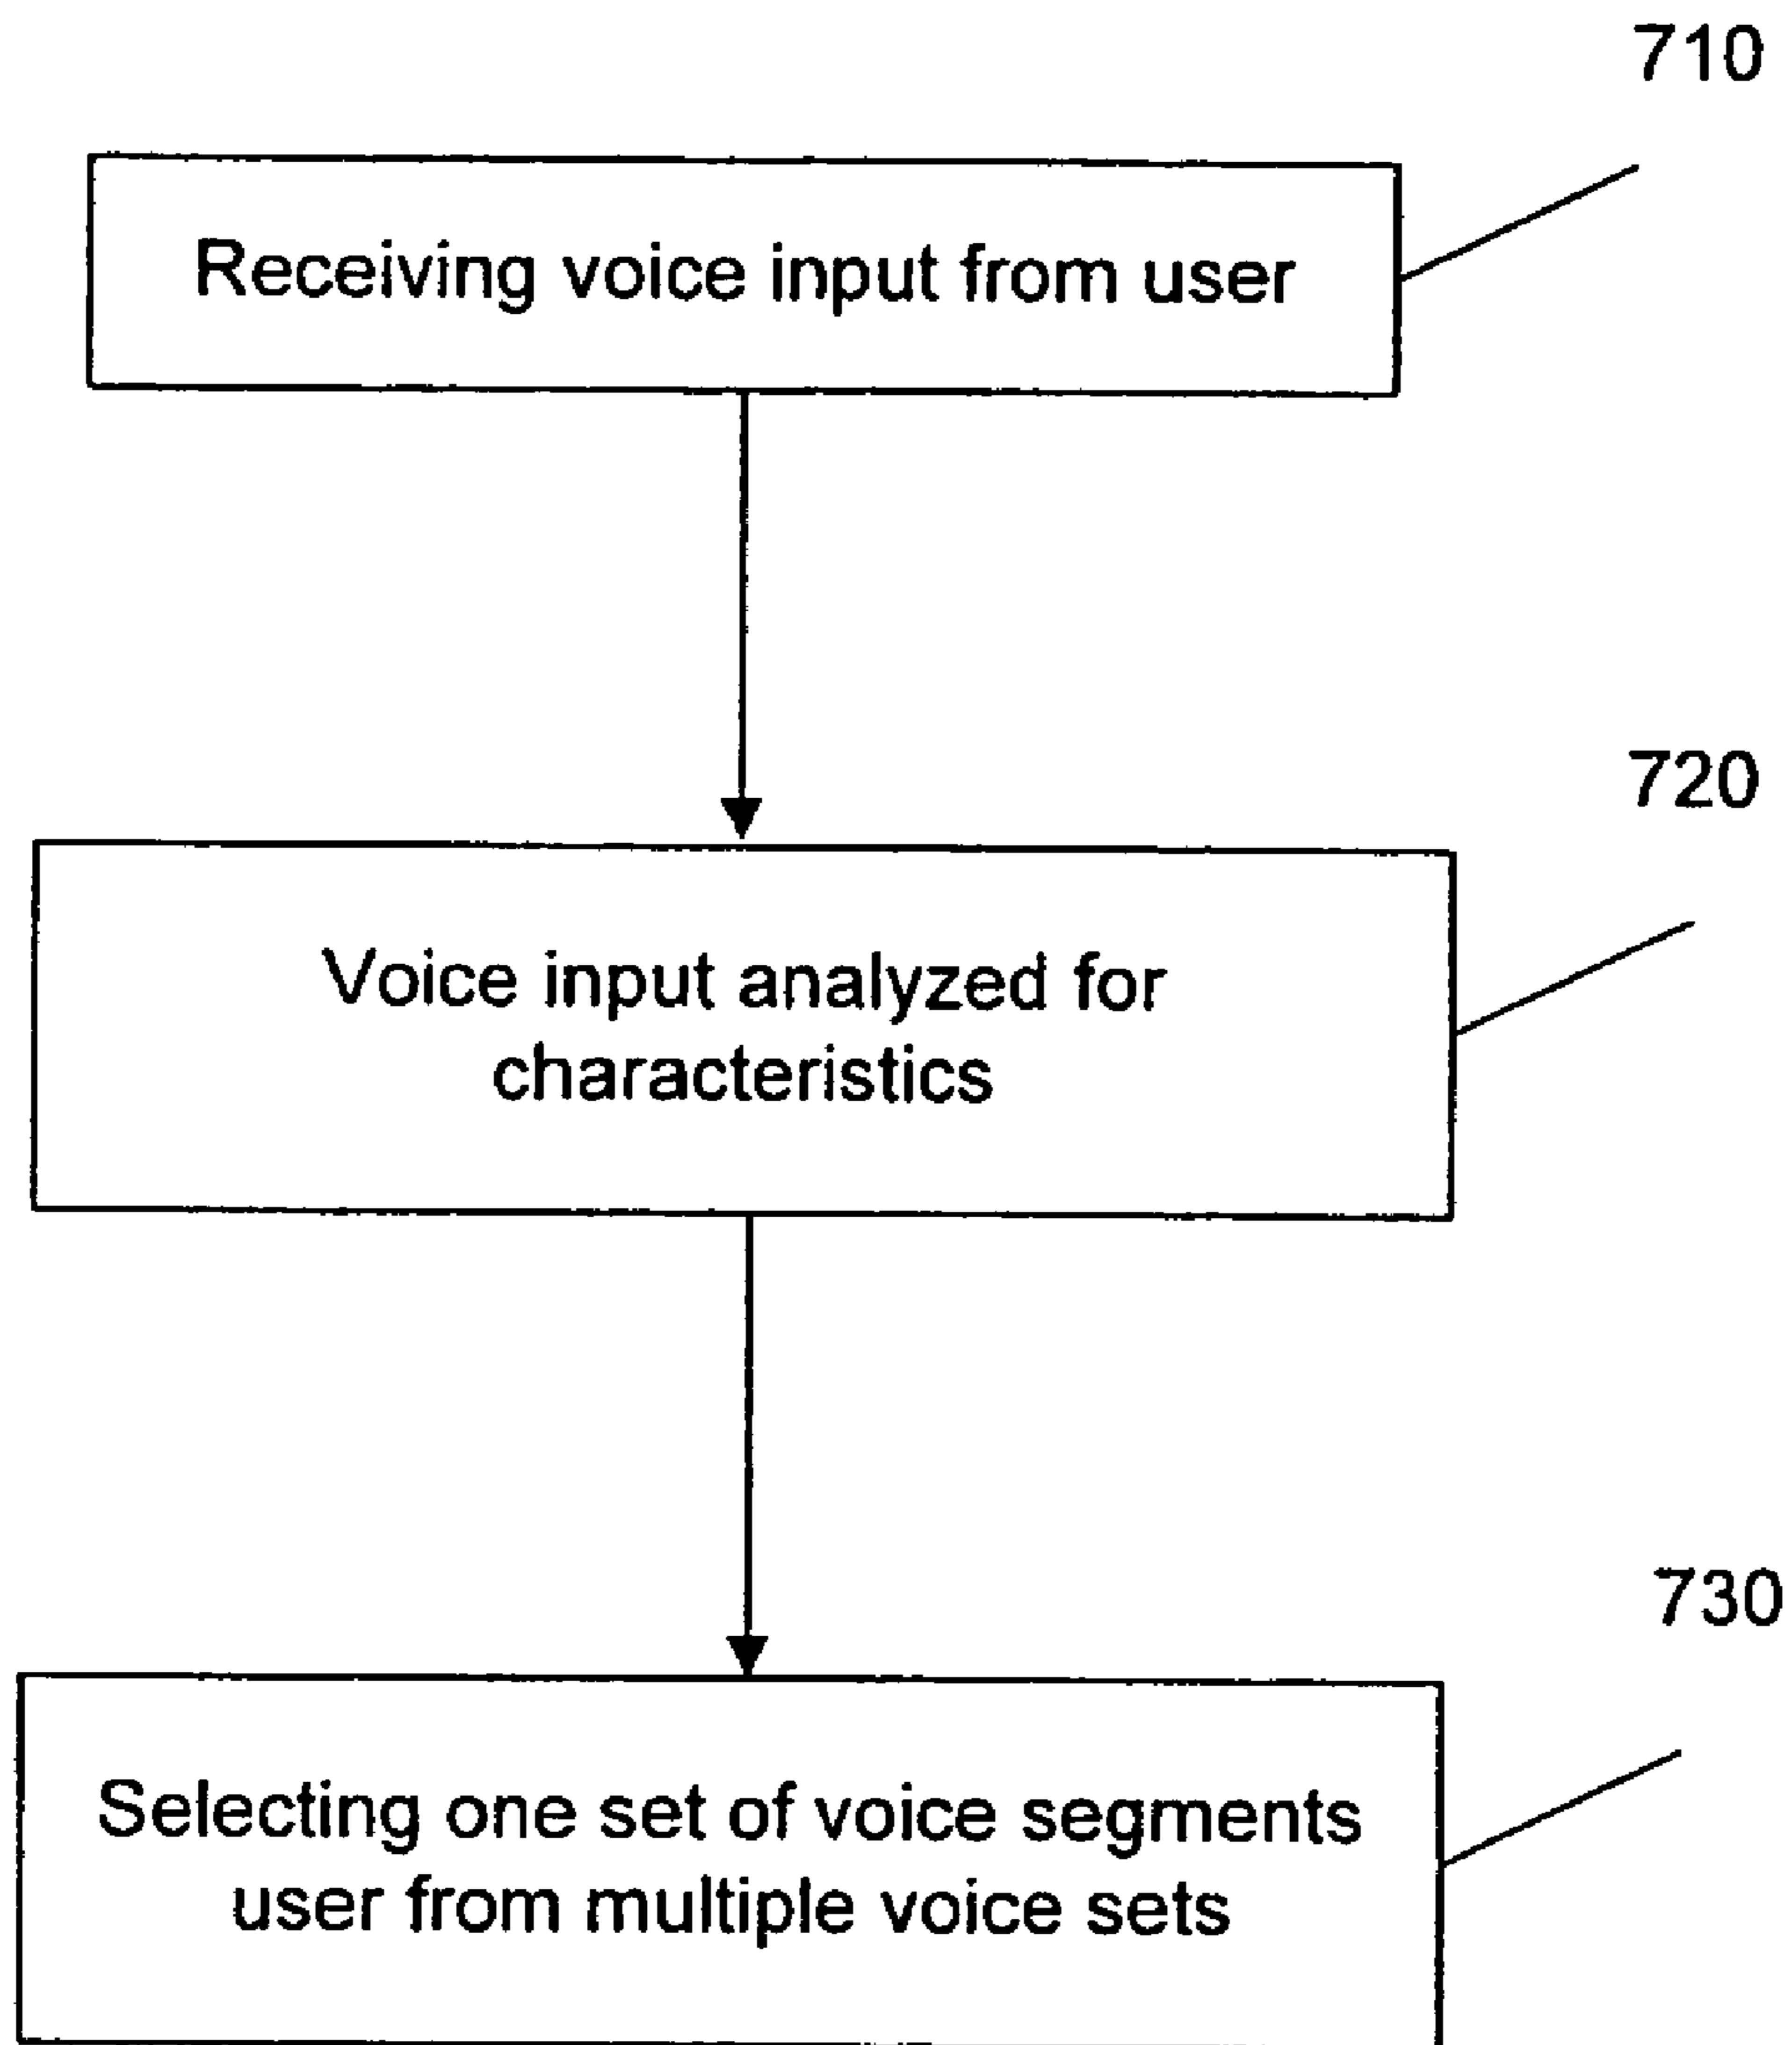 710
Receiving voice input from user
720
Voice input analyzed for
characteristics
730
Selecting one set of voice segments
user from multiple voice sets